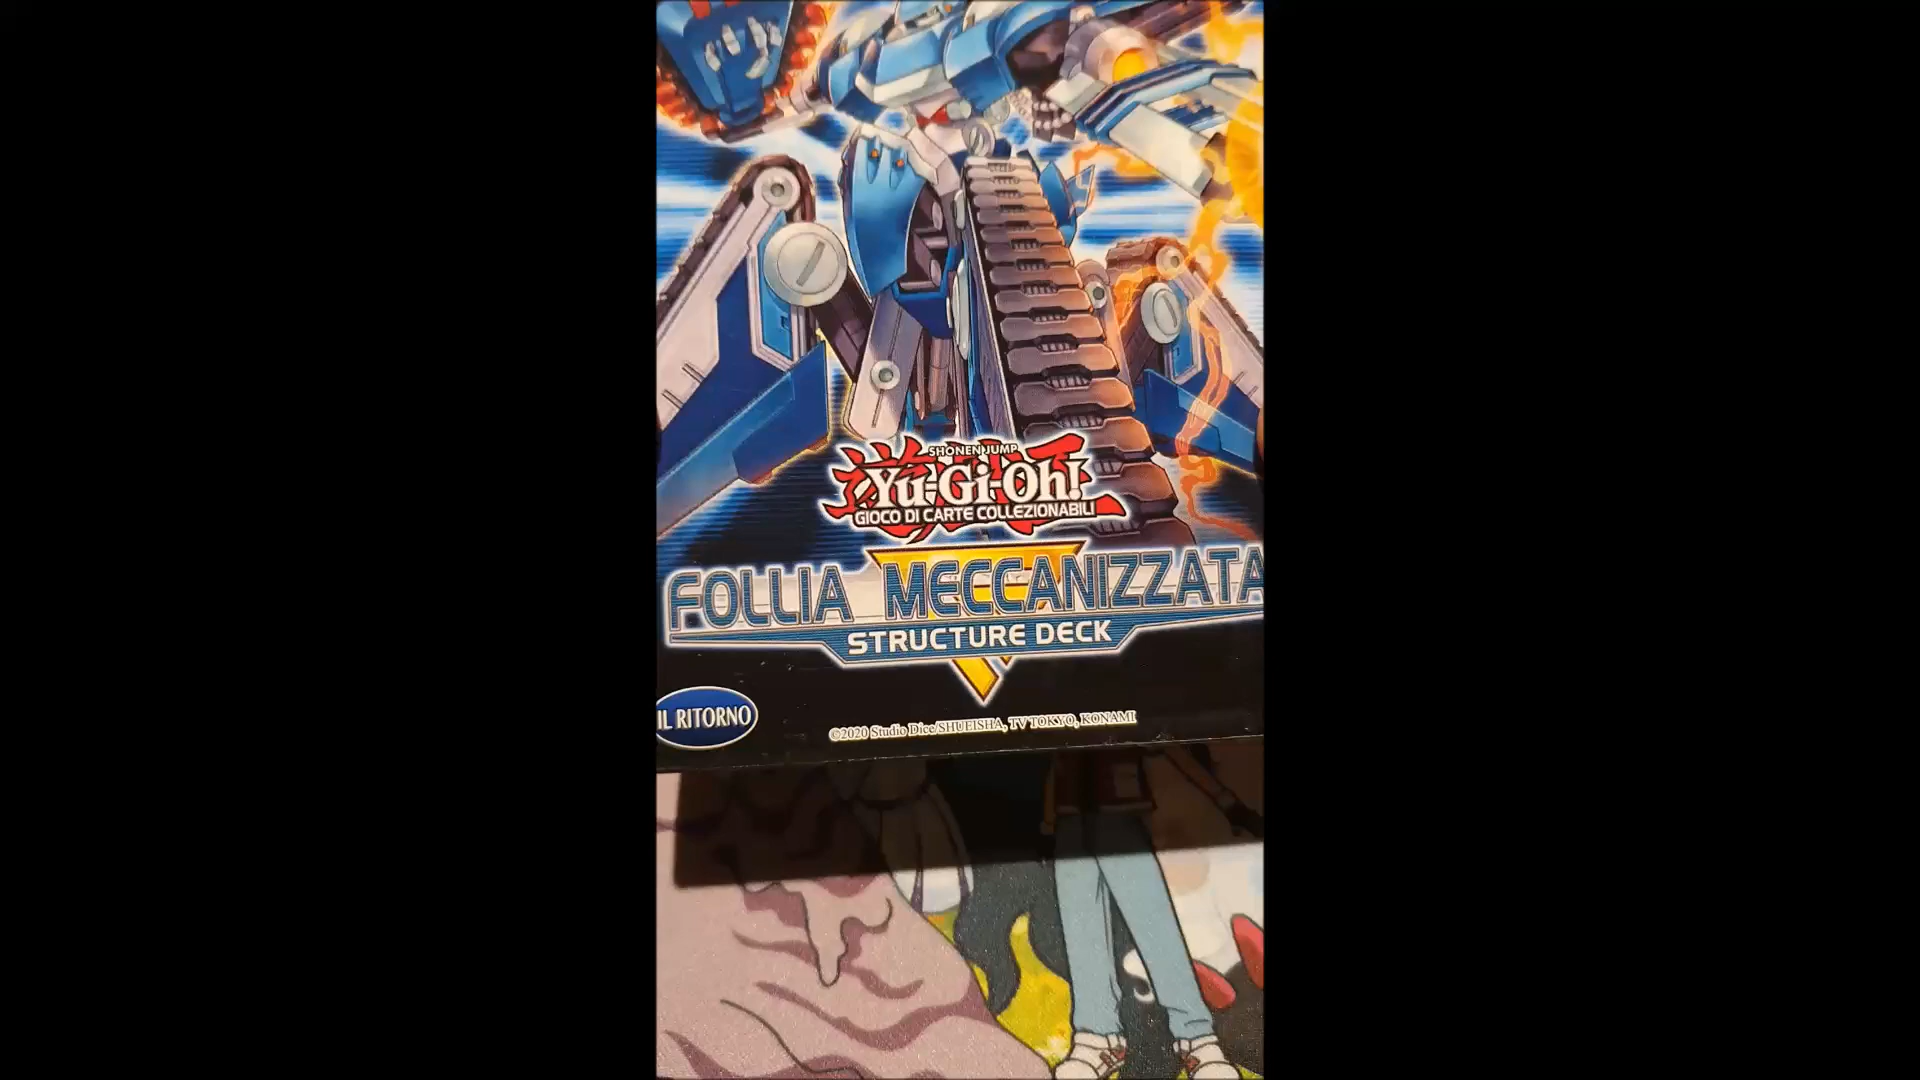 SHONEN JUMP
Yu-Gi-Oh!
GIOCO DI CARTE COLLEZIONABILI
FOLLIA MECCANIZZATA
STRUCTURE DECK
IL RITORNO
©2020 Studio Dice/SHUEISHA, TV TOKYO, KONAMI